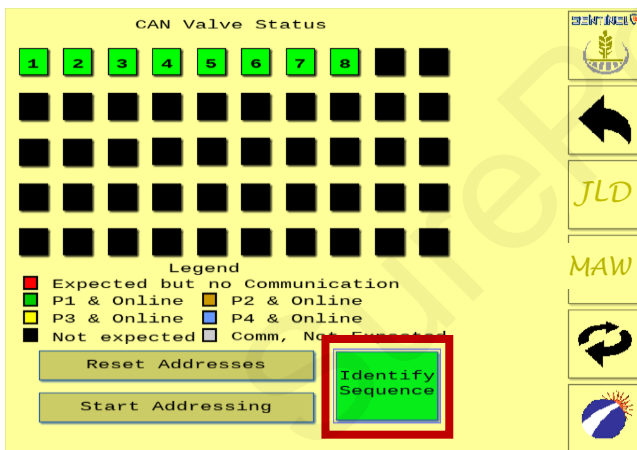 CAN Valve Status
SENTINEL
1 2 3 4 5 6 7 8
JLD
MAW
Legend
Expected but no Communication
P1 & Online P2 & Online
P3 & Online P4 & Online
Not expected Comm, Not Expected
Reset Addresses
Identify
Sequence
Start Addressing